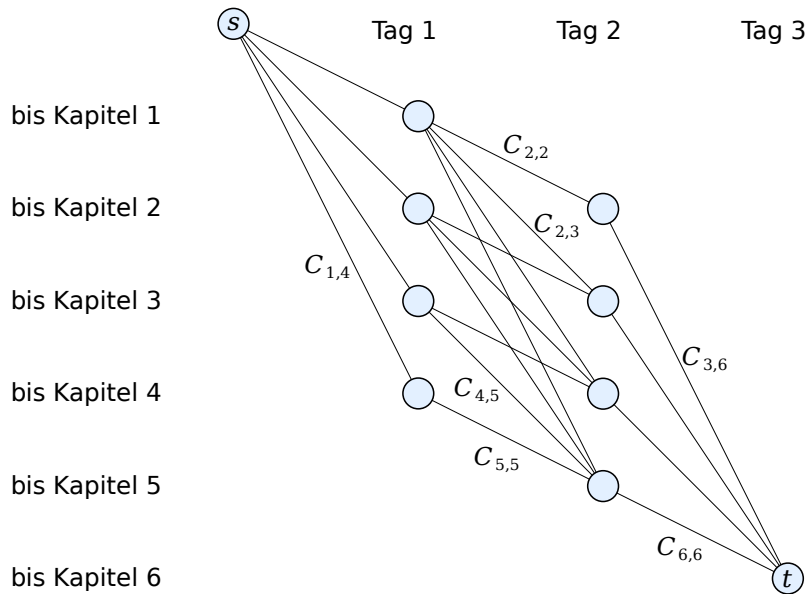 s Tag 1 Tag 2 Tag 3
bis Kapitel 1
C2,2
bis Kapitel 2
C2,3
C1,4
bis Kapitel 3
C3,6
bis Kapitel 4
C4,5
C5,5
bis Kapitel 5
C6,6
bis Kapitel 6
t